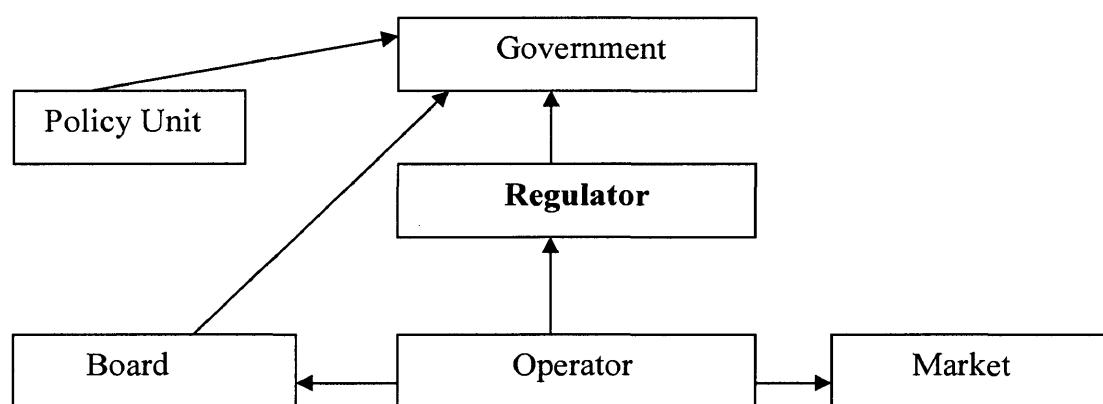 Government
Policy Unit
Regulator
Board
Operator
Market